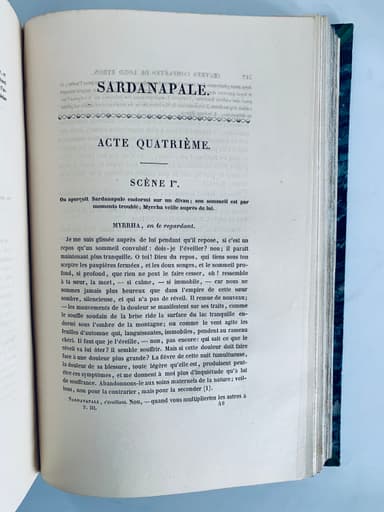 SARDANAPALE.
ACTE QUATRIÈME.
SCÈNE Iʳᵉ.
On aperçoit Sardanapale endormi sur un divan; son sommeil est par
moments troublé; Myrrha veille auprès de lui.
MYRRHA, en le regardant.
Je me suis glissée auprès de lui pendant qu'il repose, si c'est un
repos qu'un sommeil convulsif: dois-je l'éveiller? non; il paraît
maintenant plus tranquille. O toi! Dieu du repos, qui tiens sous ton
sceptre les paupières fermées, et les doux songes, et le sommeil pro-
fond, si profond, que rien ne peut le faire cesser, oh! ressemble
à ta sœur, la mort, — si calme, — si immobile, — car nous ne
sommes jamais plus heureux que dans l'empire de cette sœur
sombre, silencieuse, et qui n'a pas de réveil. Il remue de nouveau;
— les mouvements de la douleur se manifestent sur ses traits, comme
le souffle soudain de la brise ride la surface du lac tranquille en-
dormi sous l'ombre de la montagne; ou comme le vent agite les
feuilles d'automne qui, languissantes, immobiles, pendent au rameau
chéri. Il faut que je l'éveille; — non, pas encore: qui sait ce que le
réveil va lui ôter? Il semble souffrir. Mais si cette douleur doit faire
face à une douleur plus grande? La fièvre de cette nuit tumultueuse,
la douleur de sa blessure, toute légère qu'elle est, produisent peut-
être ces symptômes, et me donnent à moi plus d'inquiétude qu'à lui
de souffrance. Abandonnons-le aux soins maternels de la nature; veil-
lons, non pour la contrarier, mais pour la seconder [1].
SARDANAPALE, s'éveillant. Non, — quand vous multiplieriez les astres à
T. III. 40